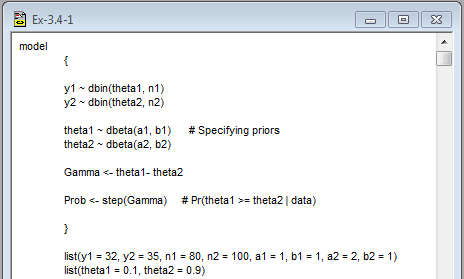 Ex-3.4-1
model
{
y1 ~ dbin(theta1, n1)
y2 ~ dbin(theta2, n2)
theta1 ~ dbeta(a1, b1) # Specifying priors
theta2 ~ dbeta(a2, b2)
Gamma <- theta1- theta2
Prob <- step(Gamma) # Pr(theta1 >= theta2 | data)
}
list(y1 = 32, y2 = 35, n1 = 80, n2 = 100, a1 = 1, b1 = 1, a2 = 2, b2 = 1)
list(theta1 = 0.1, theta2 = 0.9)